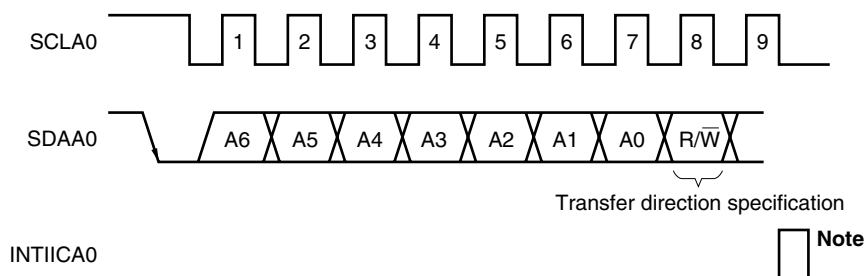 SCLA0 1 2 3 4 5 6 7 8 9
SDAA0 A6 A5 A4 A3 A2 A1 A0 R/W̅
Transfer direction specification
Note
INTIICA0